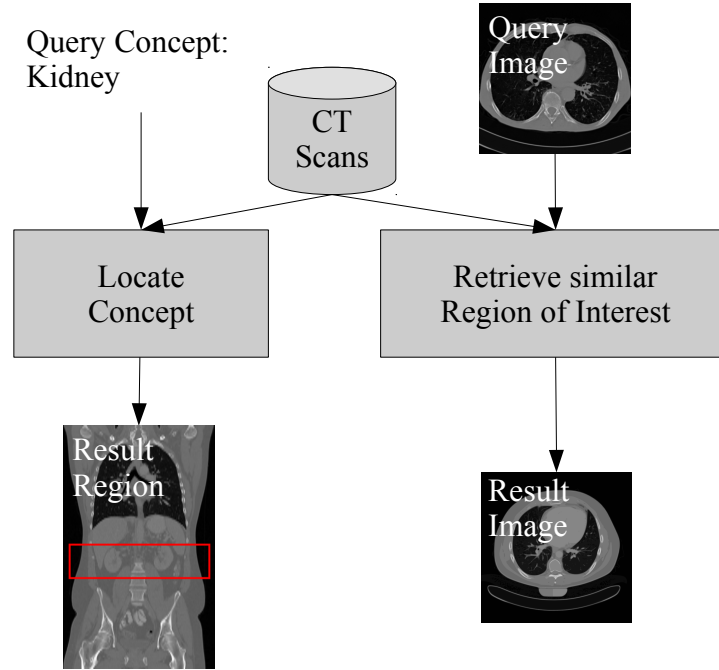 Query Concept:
Kidney
CT
Scans
Query
Image
Locate
Concept
Retrieve similar
Region of Interest
Result
Region
Result
Image